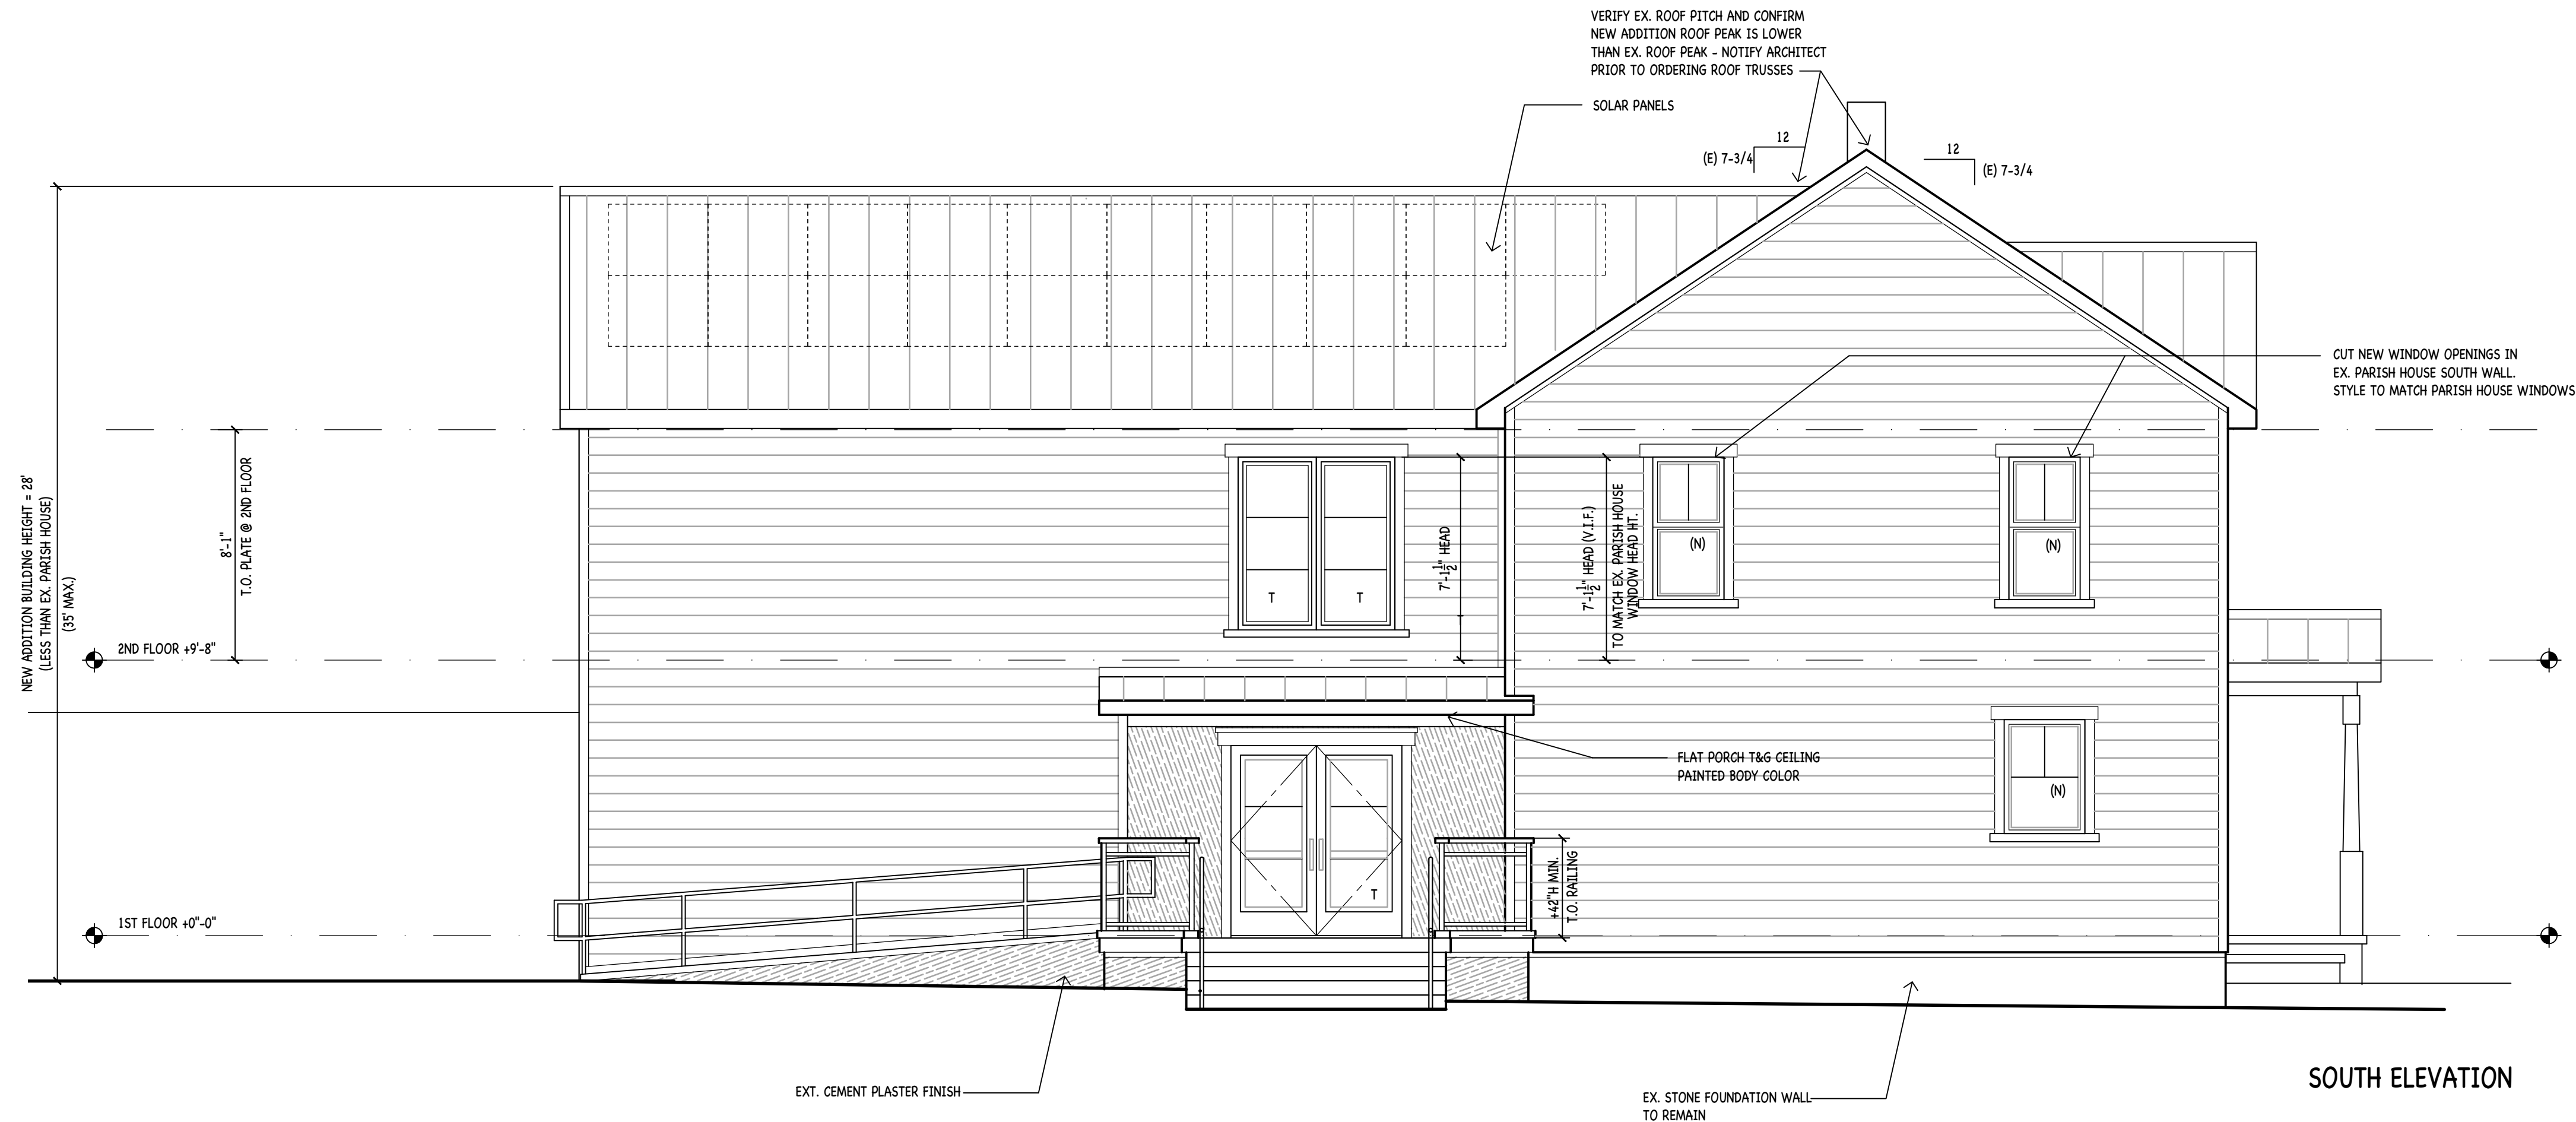 VERIFY EX. ROOF PITCH AND CONFIRM
NEW ADDITION ROOF PEAK IS LOWER
THAN EX. ROOF PEAK - NOTIFY ARCHITECT
PRIOR TO ORDERING ROOF TRUSSES
SOLAR PANELS
12
(E) 7-3/4
12
(E) 7-3/4
CUT NEW WINDOW OPENINGS IN
EX. PARISH HOUSE SOUTH WALL.
STYLE TO MATCH PARISH HOUSE WINDOWS
NEW ADDITION BUILDING HEIGHT = 28'
(LESS THAN EX. PARISH HOUSE)
(35' MAX.)
8'-1"
T.O. PLATE @ 2ND FLOOR
7'-1 1/2" HEAD
7'-1 1/2" HEAD (V.I.F.)
TO MATCH EX. PARISH HOUSE
WINDOW HEAD HT.
(N)
(N)
T
T
T
2ND FLOOR +9'-8"
FLAT PORCH T&G CEILING
PAINTED BODY COLOR
(N)
+42"H MIN.
T.O. RAILING
T
1ST FLOOR +0"-0"
EXT. CEMENT PLASTER FINISH
EX. STONE FOUNDATION WALL
TO REMAIN
SOUTH ELEVATION